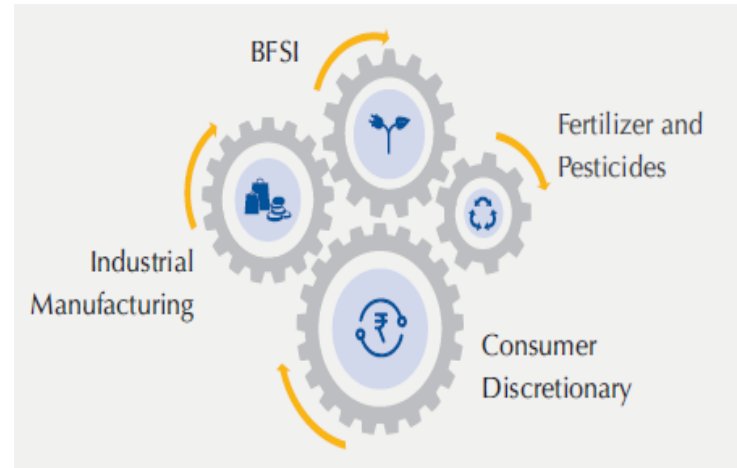 BFSI
Fertilizer and
Pesticides
Industrial
Manufacturing
₹
Consumer
Discretionary